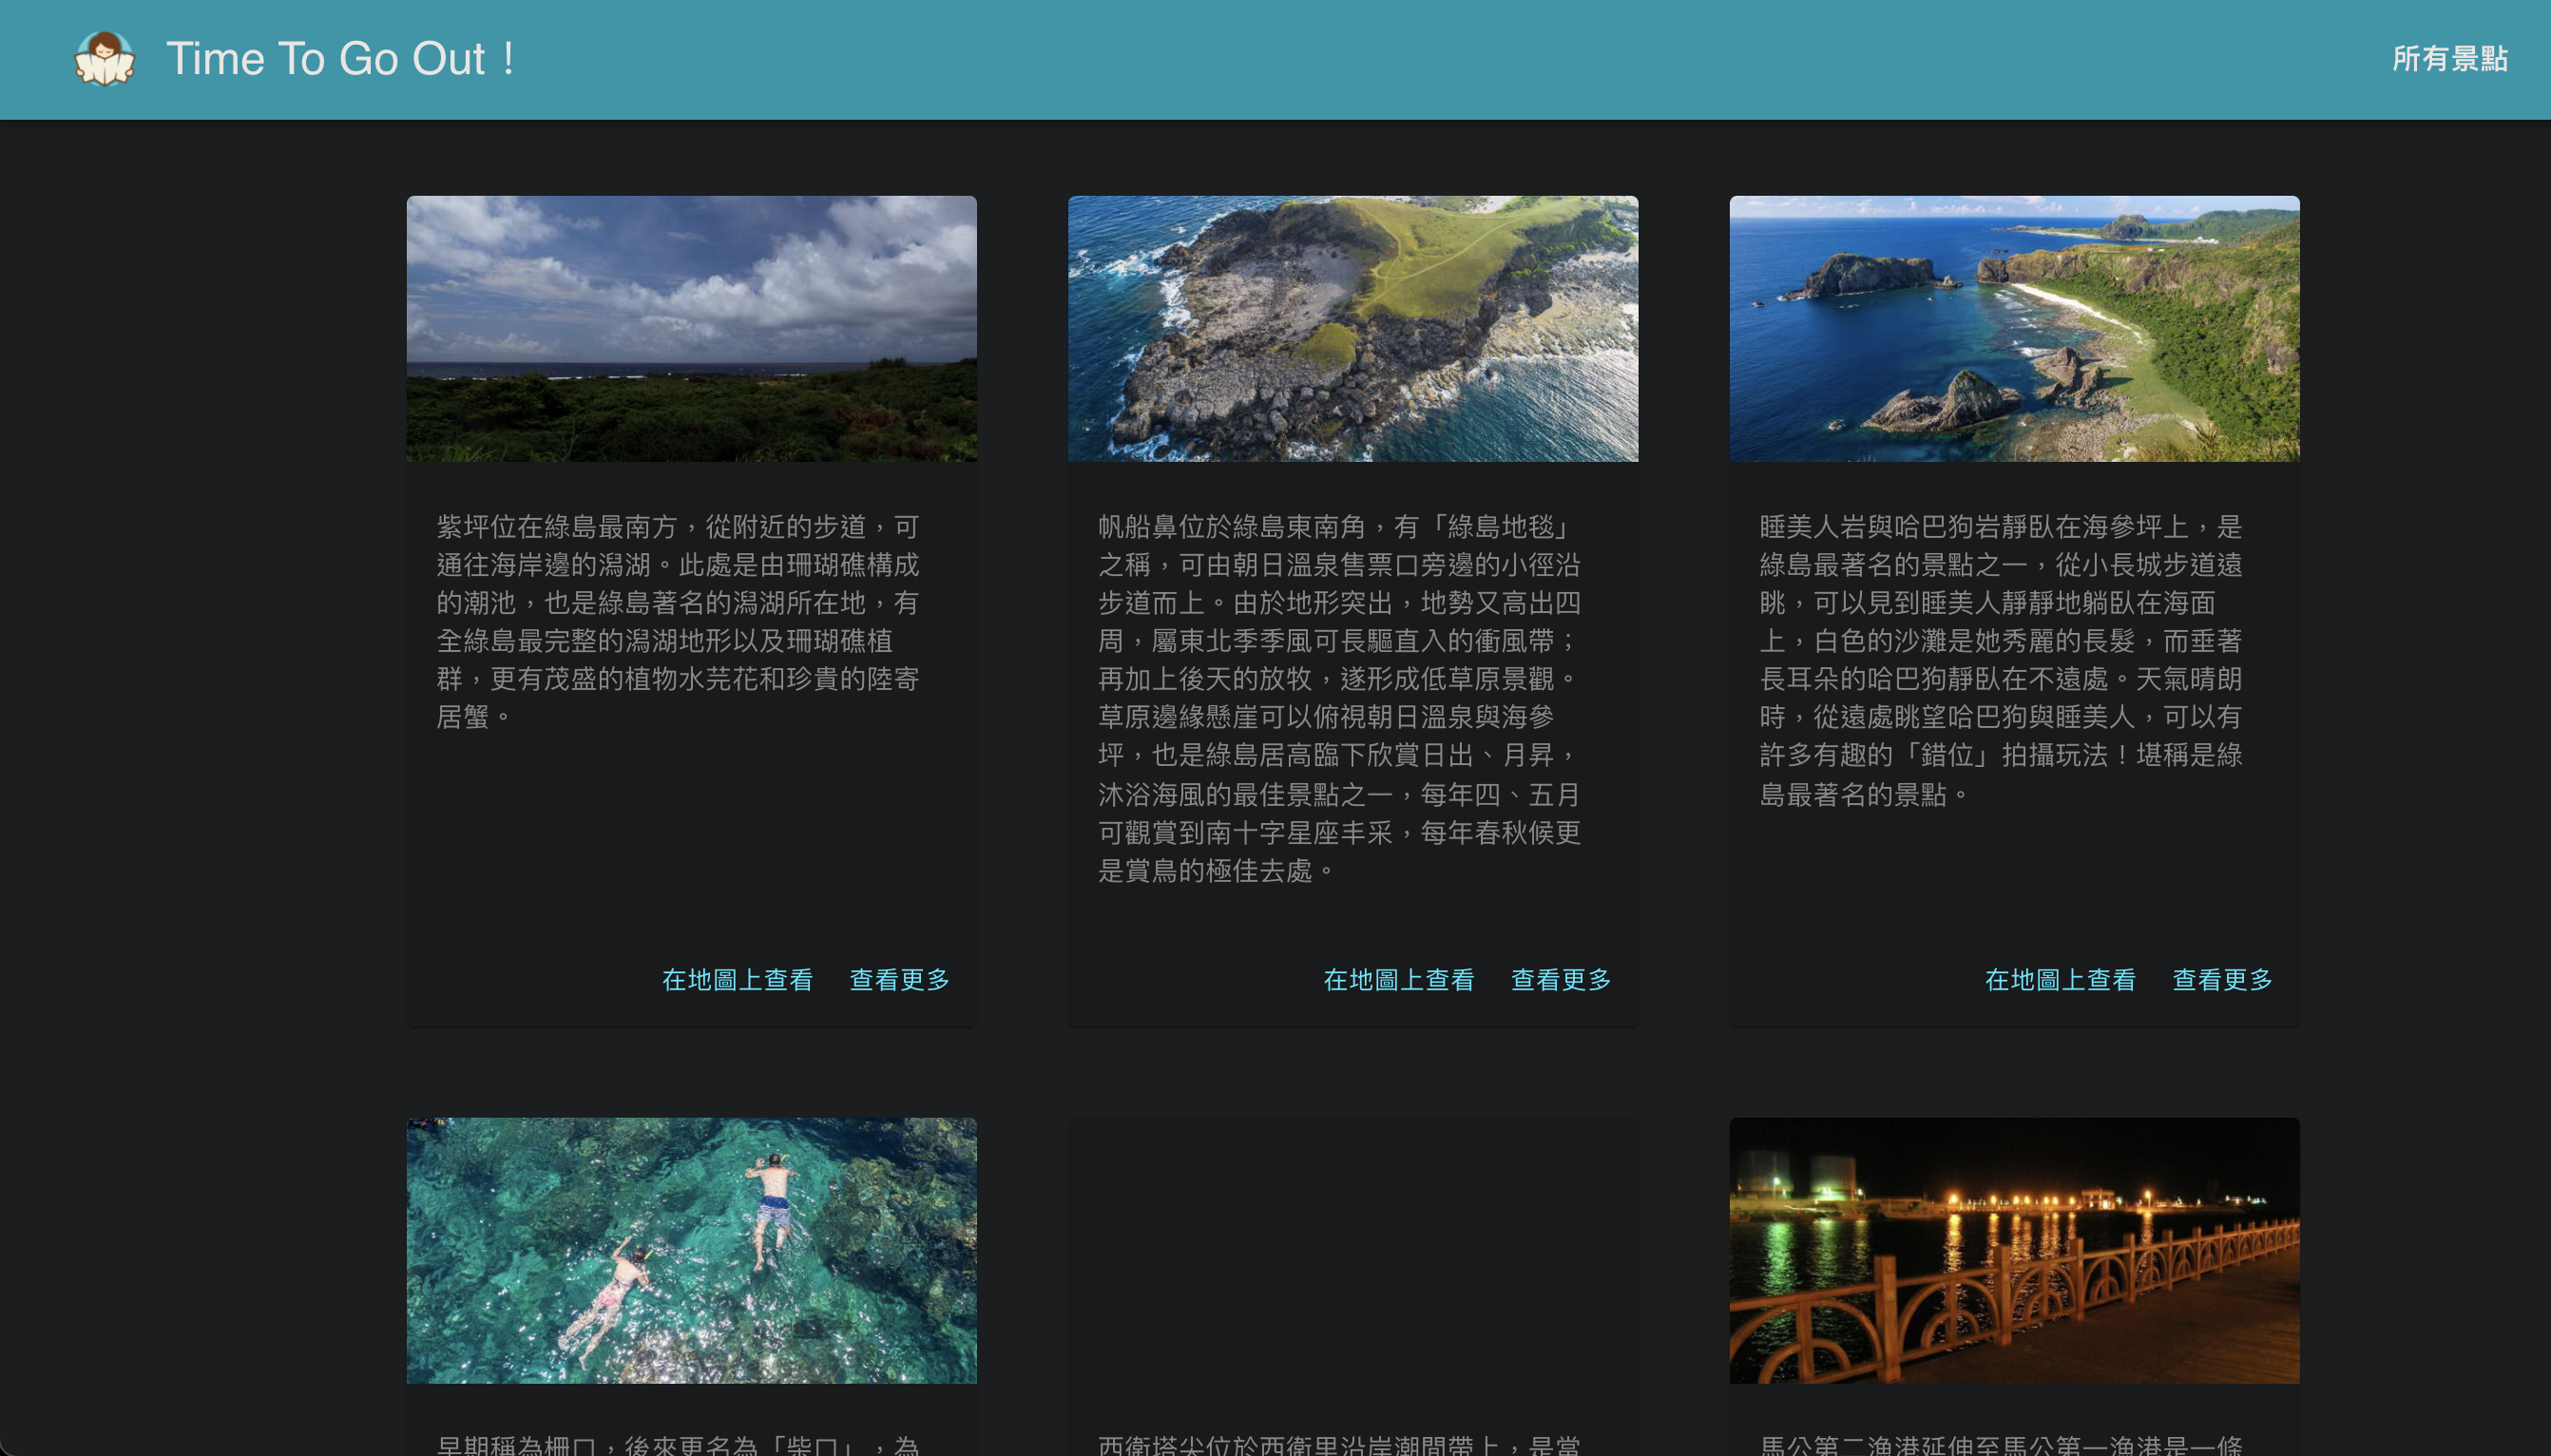 Time To Go Out！
所有景點
紫坪位在綠島最南方，從附近的步道，可
通往海岸邊的潟湖。此處是由珊瑚礁構成
的潮池，也是綠島著名的潟湖所在地，有
全綠島最完整的潟湖地形以及珊瑚礁植
群，更有茂盛的植物水芫花和珍貴的陸寄
居蟹。
在地圖上查看
查看更多
帆船鼻位於綠島東南角，有「綠島地毯」
之稱，可由朝日溫泉售票口旁邊的小徑沿
步道而上。由於地形突出，地勢又高出四
周，屬東北季季風可長驅直入的衝風帶；
再加上後天的放牧，遂形成低草原景觀。
草原邊緣懸崖可以俯視朝日溫泉與海參
坪，也是綠島居高臨下欣賞日出、月昇，
沐浴海風的最佳景點之一，每年四、五月
可觀賞到南十字星座丰采，每年春秋候更
是賞鳥的極佳去處。
在地圖上查看
查看更多
睡美人岩與哈巴狗岩靜臥在海參坪上，是
綠島最著名的景點之一，從小長城步道遠
眺，可以見到睡美人靜靜地躺臥在海面
上，白色的沙灘是她秀麗的長髮，而垂著
長耳朵的哈巴狗靜臥在不遠處。天氣晴朗
時，從遠處眺望哈巴狗與睡美人，可以有
許多有趣的「錯位」拍攝玩法！堪稱是綠
島最著名的景點。
在地圖上查看
查看更多
早期稱為柵口，後來更名為「柴口」，為
西衛塔尖位於西衛里沿岸潮間帶上，是當
馬公第二漁港延伸至馬公第一漁港是一條